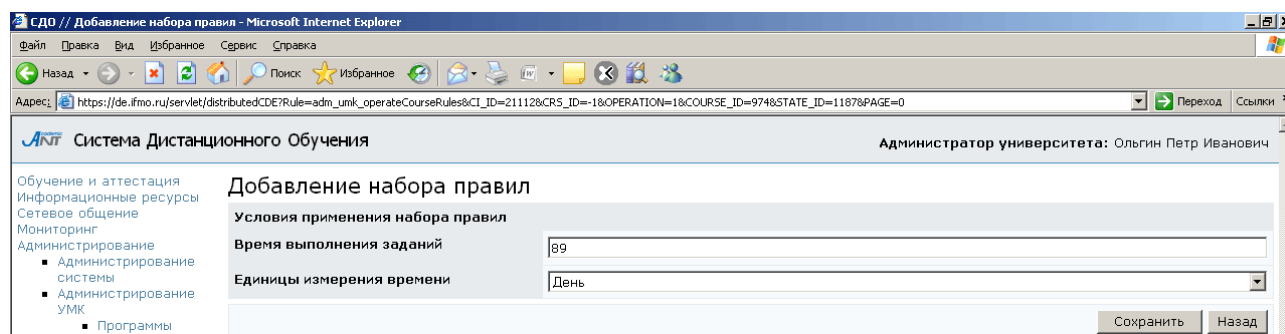 СДО // Добавление набора правил - Microsoft Internet Explorer
Файл Правка Вид Избранное Сервис Справка
Назад Поиск Избранное
Адрес: https://de.ifmo.ru/servlet/distributedCDE?Rule=adm_umk_operateCourseRules&CI_ID=21112&CRS_ID=-1&OPERATION=1&COURSE_ID=974&STATE_ID=1187&PAGE=0 Переход Ссылки
Academic ANT Система Дистанционного Обучения Администратор университета: Ольгин Петр Иванович
Обучение и аттестация
Информационные ресурсы
Сетевое общение
Мониторинг
Администрирование
Администрирование
системы
Администрирование
УМК
Программы
Добавление набора правил
Условия применения набора правил
Время выполнения заданий 89
Единицы измерения времени День
Сохранить Назад